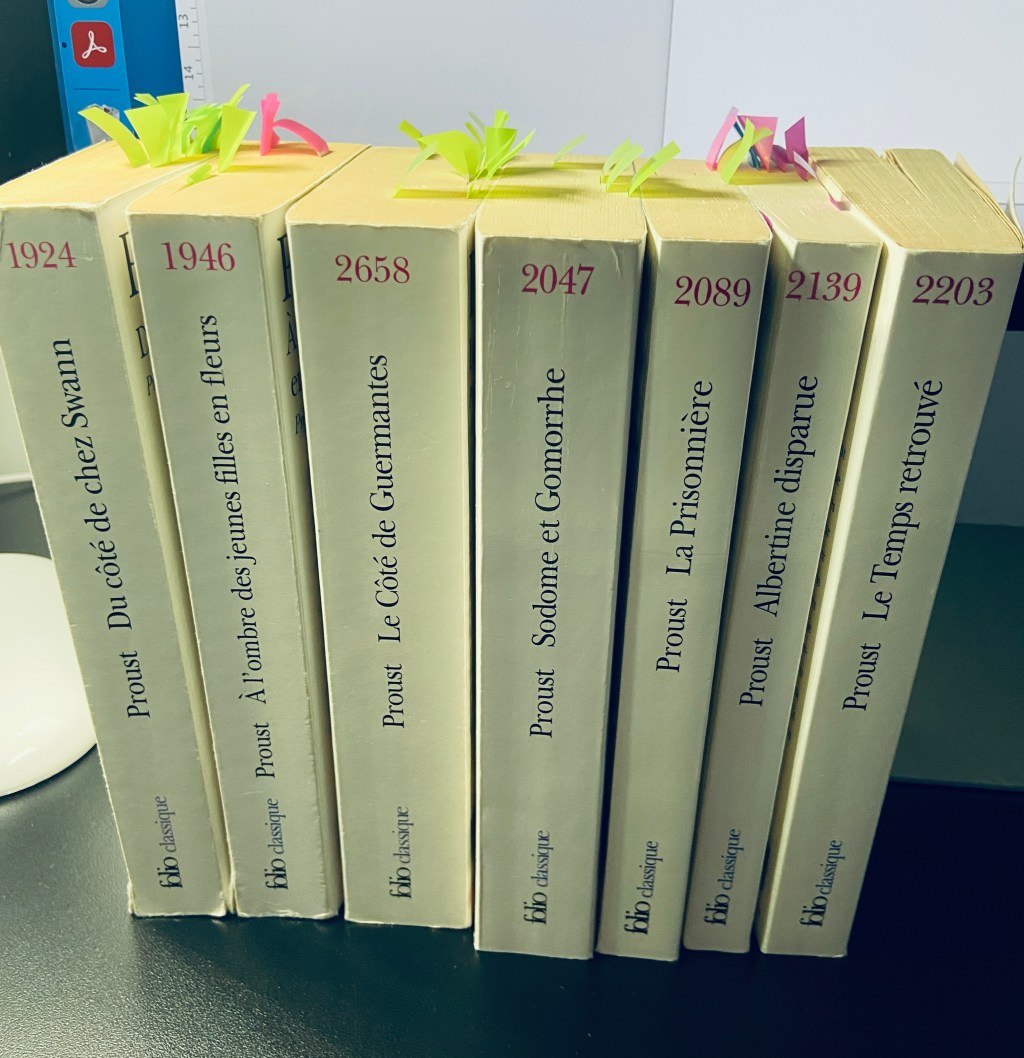 13
14
1924
Proust Du côté de chez Swann
folio classique
1946
Proust À l'ombre des jeunes filles en fleurs
folio classique
2658
Proust Le Côté de Guermantes
folio classique
2047
Proust Sodome et Gomorrhe
folio classique
2089
Proust La Prisonnière
folio classique
2139
Proust Albertine disparue
folio classique
2203
Proust Le Temps retrouvé
folio classique